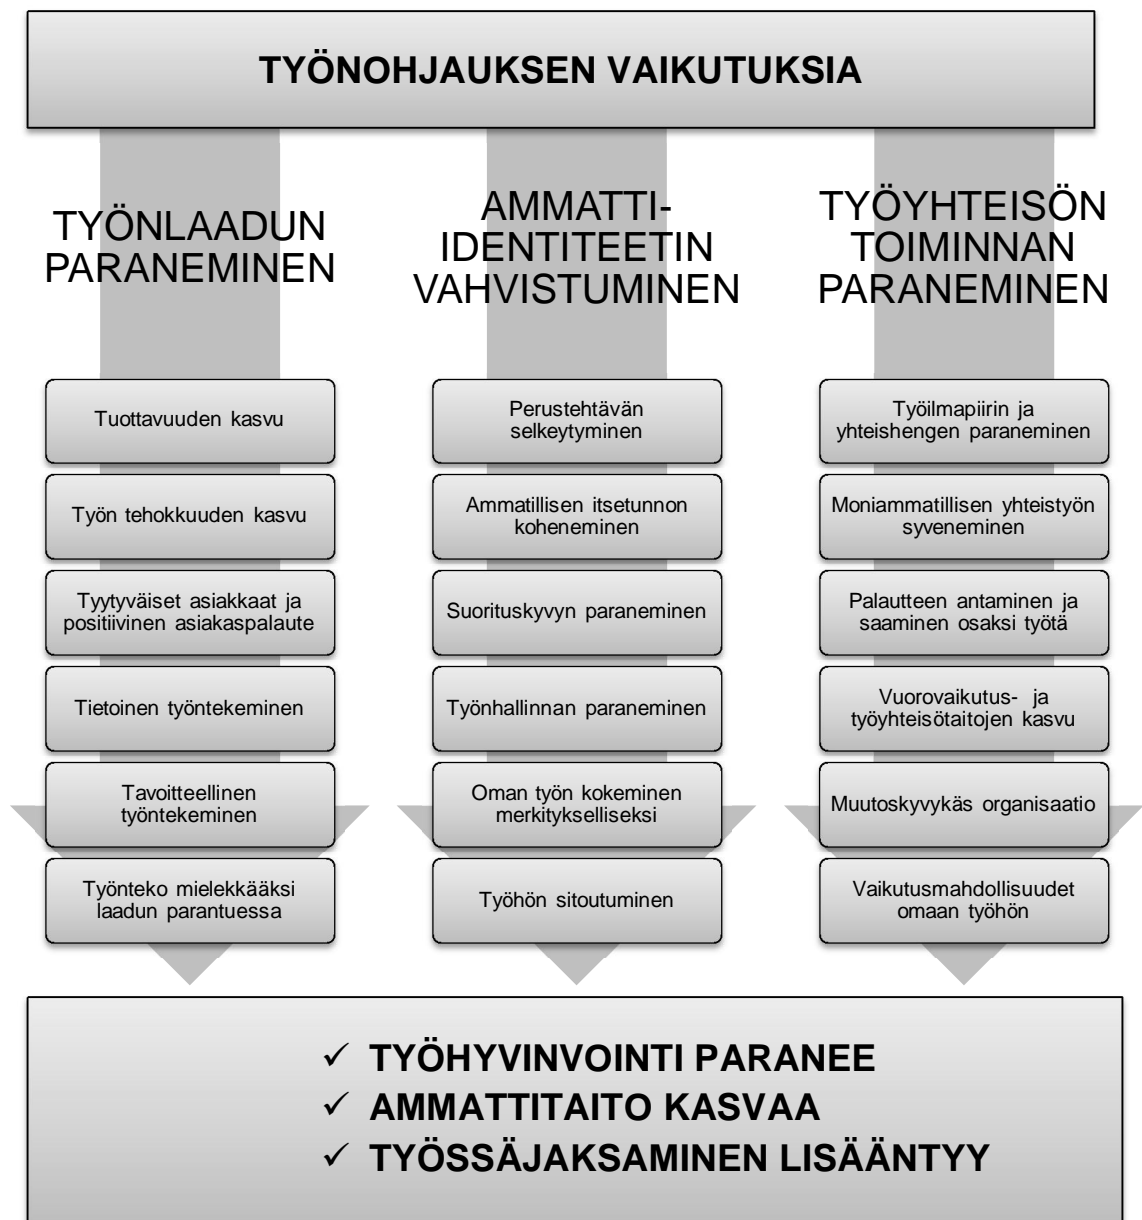 TYÖNOHJAUKSEN VAIKUTUKSIA
TYÖNLAADUN
PARANEMINEN
Tuottavuuden kasvu
Työn tehokkuuden kasvu
Tyytyväiset asiakkaat ja
positiivinen asiakaspalaute
Tietoinen työntekeminen
Tavoitteellinen
työntekeminen
Työnteko mielekkääksi
laadun parantuessa
AMMATTI-
IDENTITEETIN
VAHVISTUMINEN
Perustehtävän
selkeytyminen
Ammatillisen itsetunnon
koheneminen
Suorituskyvyn paraneminen
Työnhallinnan paraneminen
Oman työn kokeminen
merkitykselliseksi
Työhön sitoutuminen
TYÖYHTEISÖN
TOIMINNAN
PARANEMINEN
Työilmapiirin ja
yhteishengen paraneminen
Moniammatillisen yhteistyön
syveneminen
Palautteen antaminen ja
saaminen osaksi työtä
Vuorovaikutus- ja
työyhteisötaitojen kasvu
Muutoskyvykäs organisaatio
Vaikutusmahdollisuudet
omaan työhön
✓ TYÖHYVINVOINTI PARANEE
✓ AMMATTITAITO KASVAA
✓ TYÖSSÄJAKSAMINEN LISÄÄNTYY